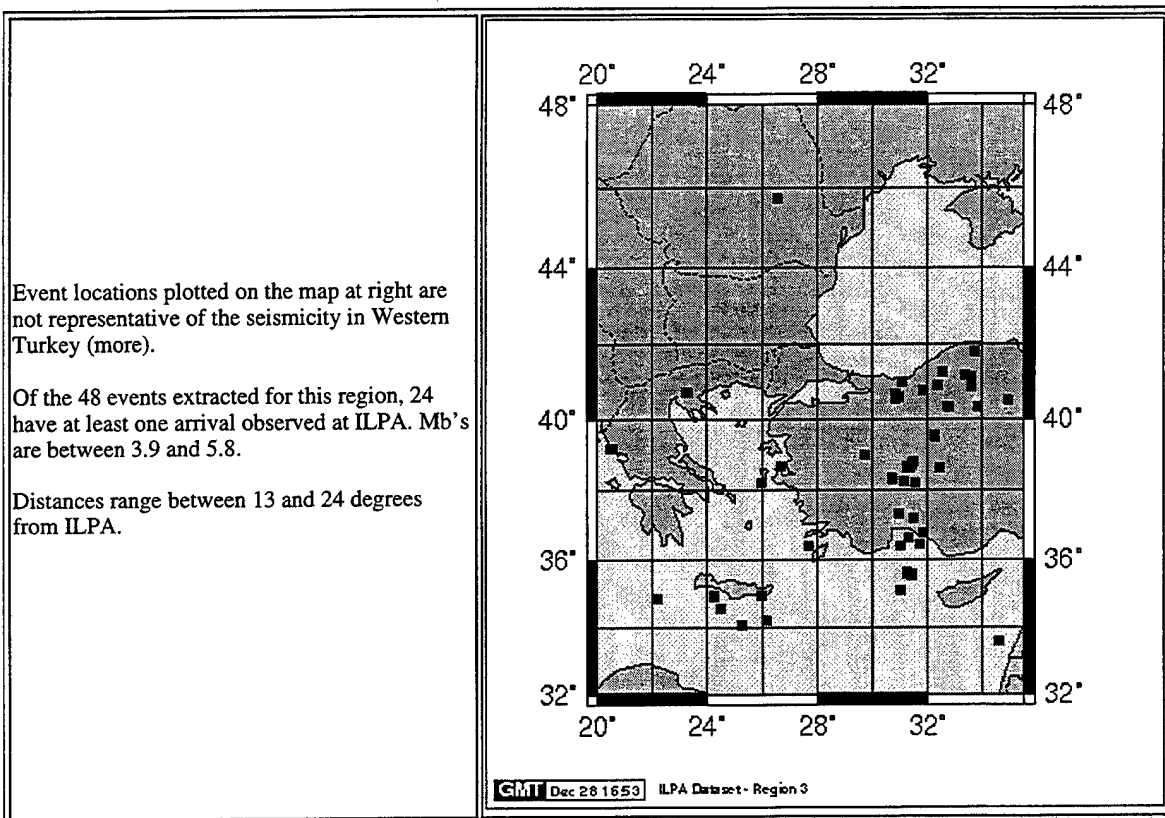 Event locations plotted on the map at right are
not representative of the seismicity in Western
Turkey (more).
Of the 48 events extracted for this region, 24
have at least one arrival observed at ILPA. Mb's
are between 3.9 and 5.8.
Distances range between 13 and 24 degrees
from ILPA.
20° 24° 28° 32°
48° 48°
44° 44°
40° 40°
36° 36°
32° 32°
20° 24° 28° 32°
GMT Dec 28 16:53 ILPA Dataset - Region 3